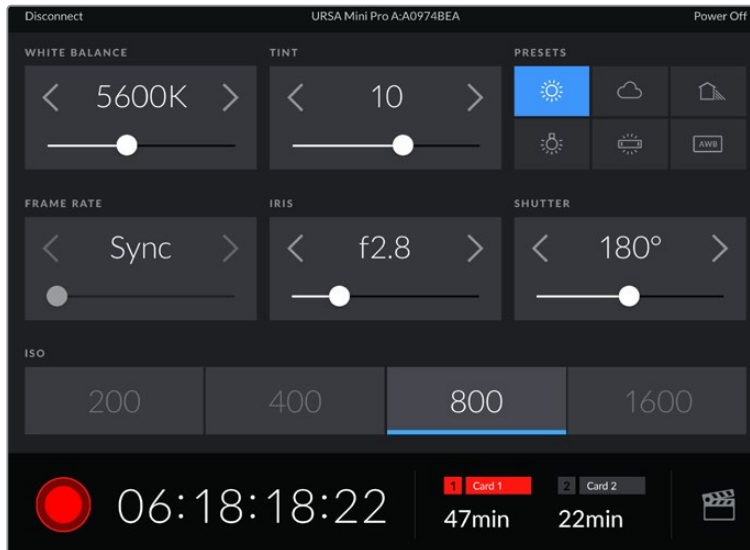 Disconnect URSA Mini Pro A:A0974BEA Power Off
WHITE BALANCE TINT PRESETS
5600K 10
AWB
FRAME RATE IRIS SHUTTER
Sync f2.8 180°
ISO
200 400 800 1600
06:18:18:22 1 Card 1 2 Card 2
47min 22min